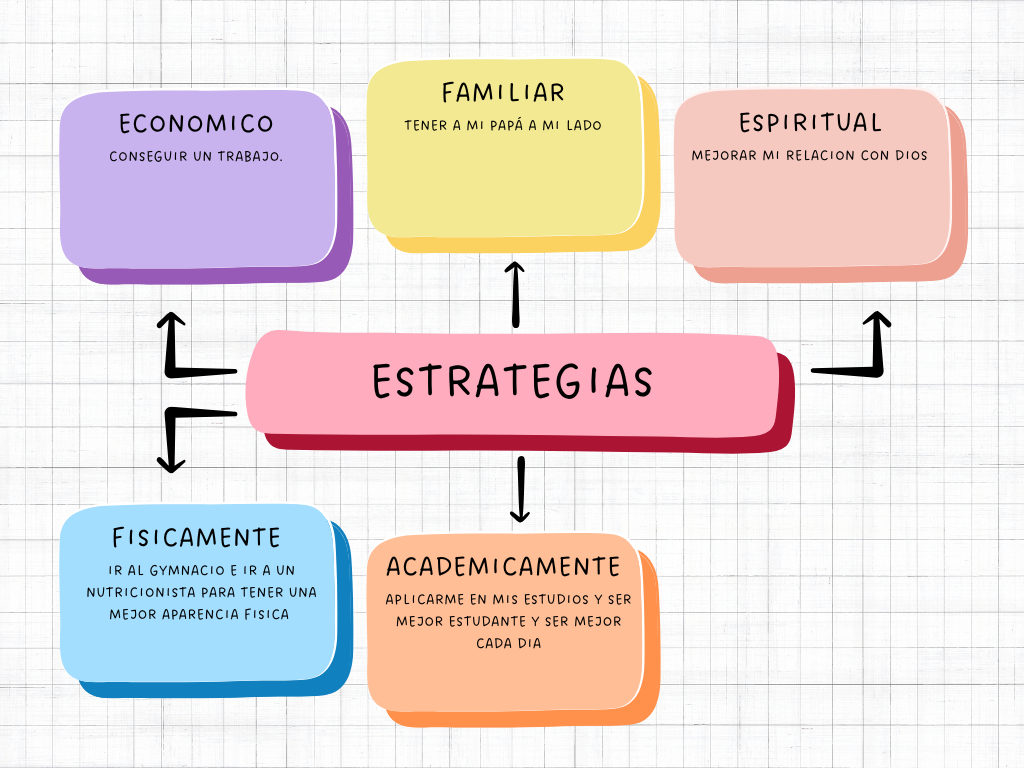 ECONOMICO
CONSEGUIR UN TRABAJO.
FAMILIAR
TENER A MI PAPÁ A MI LADO
ESPIRITUAL
MEJORAR MI RELACION CON DIOS
ESTRATEGIAS
FISICAMENTE
IR AL GYMNACIO E IR A UN
NUTRICIONISTA PARA TENER UNA
MEJOR APARENCIA FISICA
ACADEMICAMENTE
APLICARME EN MIS ESTUDIOS Y SER
MEJOR ESTUDANTE Y SER MEJOR
CADA DIA